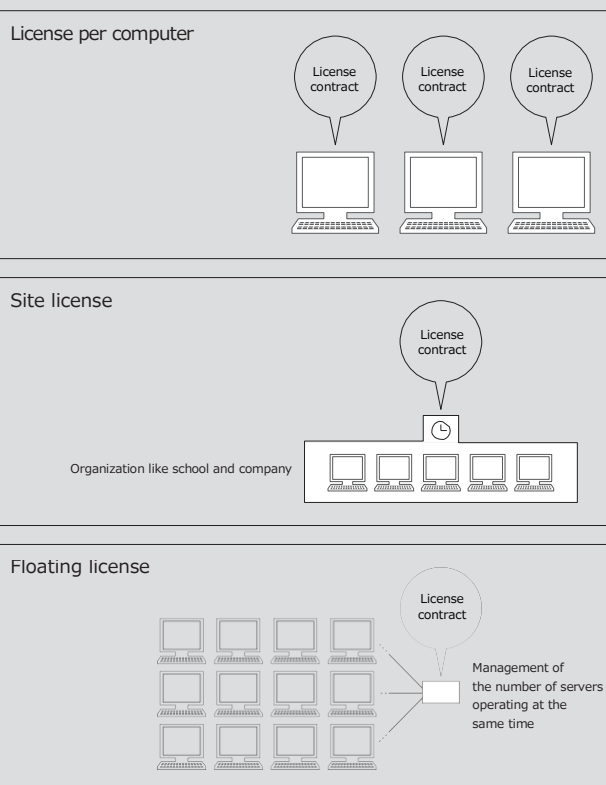 License per computer
License
contract
License
contract
License
contract
Site license
License
contract
Organization like school and company
Floating license
License
contract
Management of
the number of servers
operating at the
same time